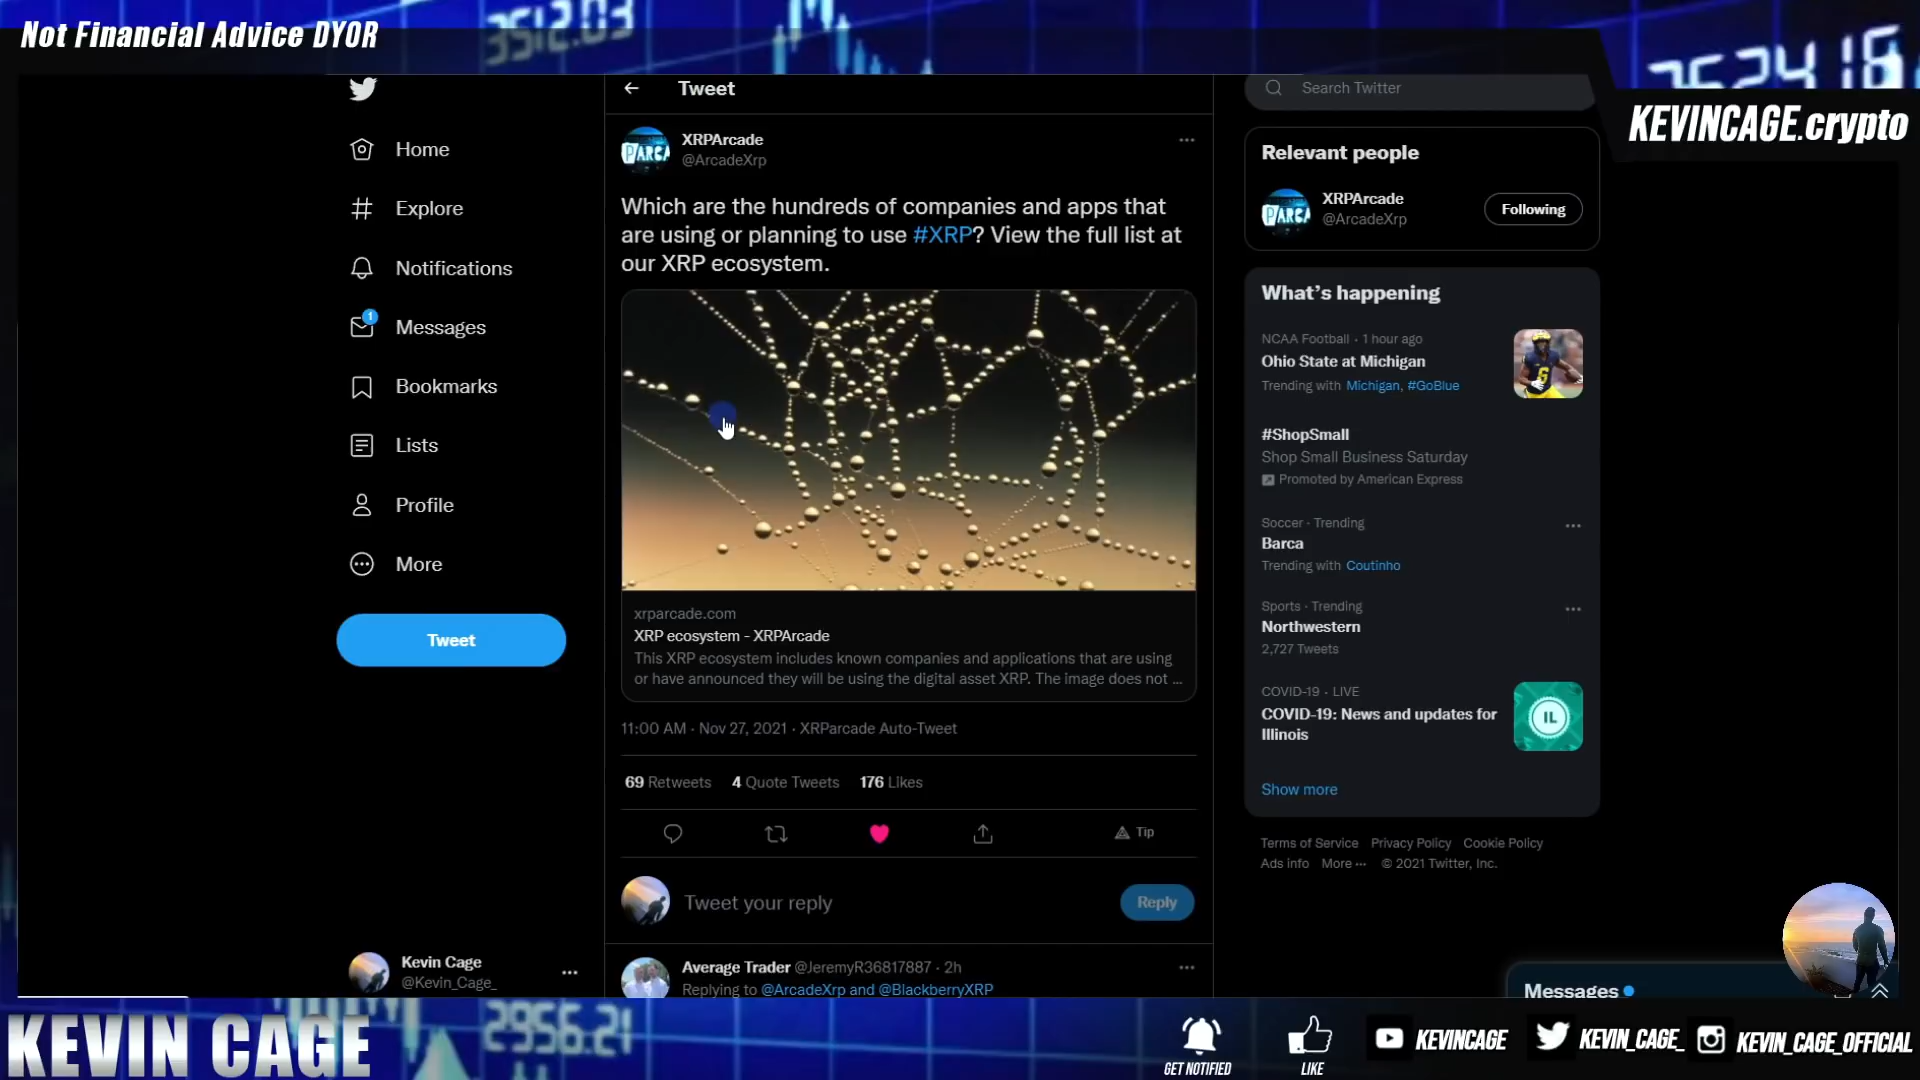 Not Financial Advice DYOR
3512.03
KEVINCAGE.crypto
Home
Explore
Notifications
1
Messages
Bookmarks
Lists
Profile
More
Tweet
Kevin Cage
@Kevin_Cage_
Tweet
PARCA
XRPArcade
@ArcadeXrp
Which are the hundreds of companies and apps that
are using or planning to use #XRP? View the full list at
our XRP ecosystem.
xrparcade.com
XRP ecosystem - XRPArcade
This XRP ecosystem includes known companies and applications that are using
or have announced they will be using the digital asset XRP. The image does not ...
11:00 AM · Nov 27, 2021 · XRParcade Auto-Tweet
69 Retweets 4 Quote Tweets 176 Likes
Tip
Tweet your reply
Reply
Average Trader @JeremyR36817887 · 2h
Replying to @ArcadeXrp and @BlackberryXRP
Search Twitter
Relevant people
PARCA
XRPArcade
@ArcadeXrp
Following
What's happening
NCAA Football · 1 hour ago
Ohio State at Michigan
Trending with Michigan, #GoBlue
6
#ShopSmall
Shop Small Business Saturday
Promoted by American Express
Soccer · Trending
Barca
Trending with Coutinho
Sports · Trending
Northwestern
2,727 Tweets
COVID-19 · LIVE
COVID-19: News and updates for
Illinois
IL
Show more
Terms of Service Privacy Policy Cookie Policy
Ads info More ··· © 2021 Twitter, Inc.
Messages
KEVIN CAGE
2956.21
GET NOTIFIED
LIKE
KEVINCAGE
KEVIN_CAGE_
KEVIN_CAGE_OFFICIAL